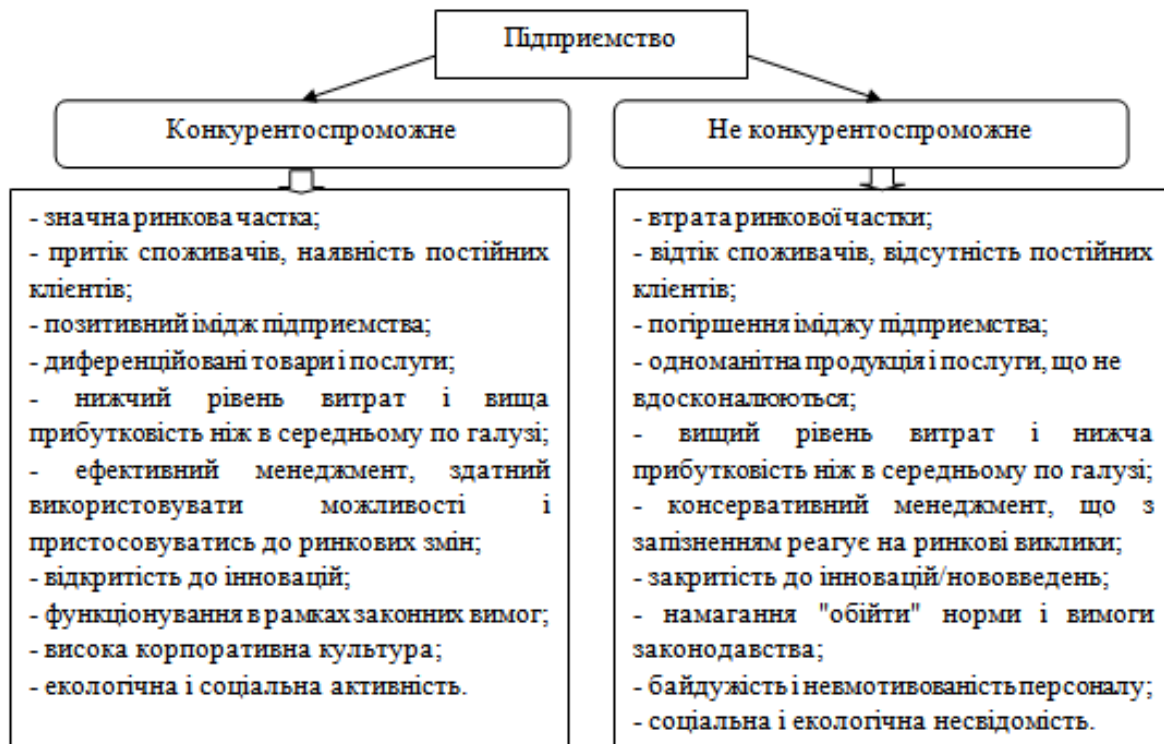 Підприємство
Конкурентоспроможне
- значна ринкова частка;
- притік споживачів, наявність постійних
клієнтів;
- позитивний імідж підприємства;
- диференційовані товари і послуги;
- нижчий рівень витрат і вища
прибутковість ніж в середньому по галузі;
- ефективний менеджмент, здатний
використовувати можливості і
пристосовуватись до ринкових змін;
- відкритість до інновацій;
- функціонування в рамках законних вимог;
- висока корпоративна культура;
- екологічна і соціальна активність.
Не конкурентоспроможне
- втрата ринкової частки;
- відтік споживачів, відсутність постійних
клієнтів;
- погіршення іміджу підприємства;
- одноманітна продукція і послуги, що не
вдосконалюються;
- вищий рівень витрат і нижча
прибутковість ніж в середньому по галузі;
- консервативний менеджмент, що з
запізненням реагує на ринкові виклики;
- закритість до інновацій/нововведень;
- намагання "обійти" норми і вимоги
законодавства;
- байдужість і невмотивованість персоналу;
- соціальна і екологічна несвідомість.